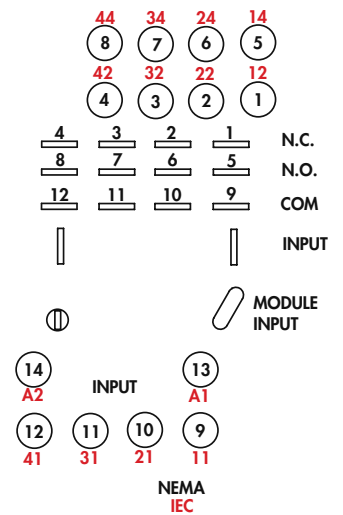 44 34 24 14
8 7 6 5
42 32 22 12
4 3 2 1
4 3 2 1 N.C.
8 7 6 5 N.O.
12 11 10 9 COM
INPUT
MODULE
INPUT
14 INPUT 13
A2 A1
12 11 10 9
41 31 21 11
NEMA
IEC